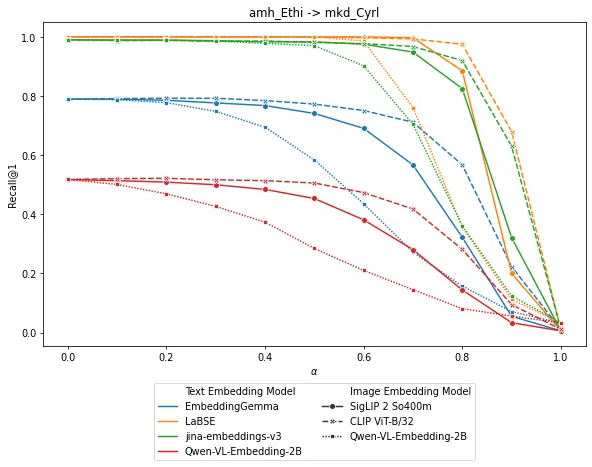 amh_Ethi -> mkd_Cyrl
Recall@1
1.0
0.8
0.6
0.4
0.2
0.0
0.0 0.2 0.4 0.6 0.8 1.0
α
Text Embedding Model Image Embedding Model
EmbeddingGemma SigLIP 2 So400m
LaBSE CLIP ViT-B/32
jina-embeddings-v3 Qwen-VL-Embedding-2B
Qwen-VL-Embedding-2B